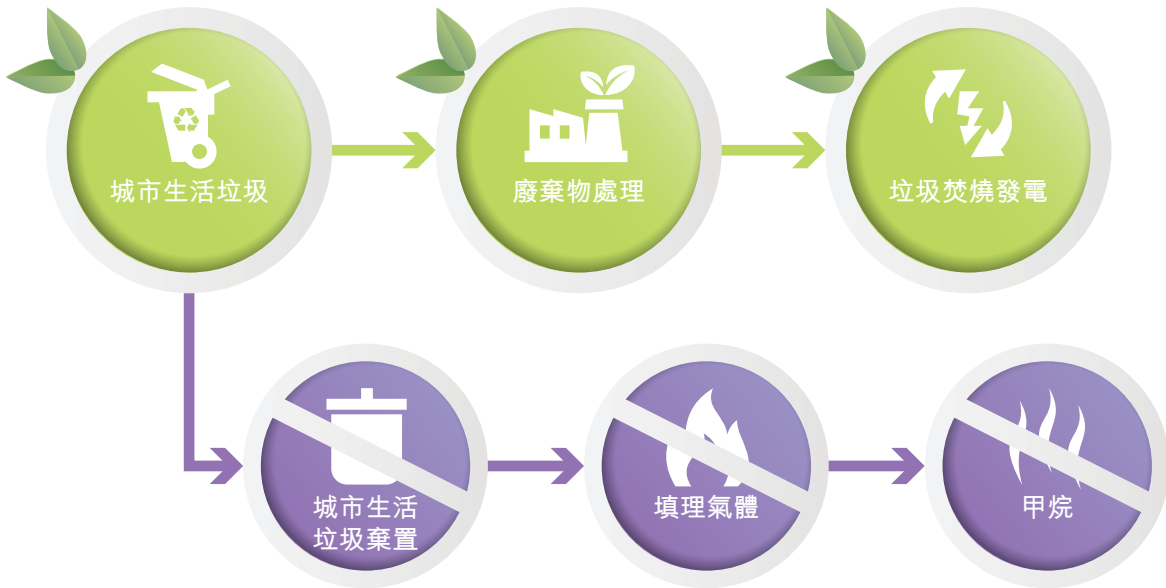 城市生活垃圾
廢棄物處理
垃圾焚燒發電
城市生活
垃圾棄置
填理氣體
甲烷